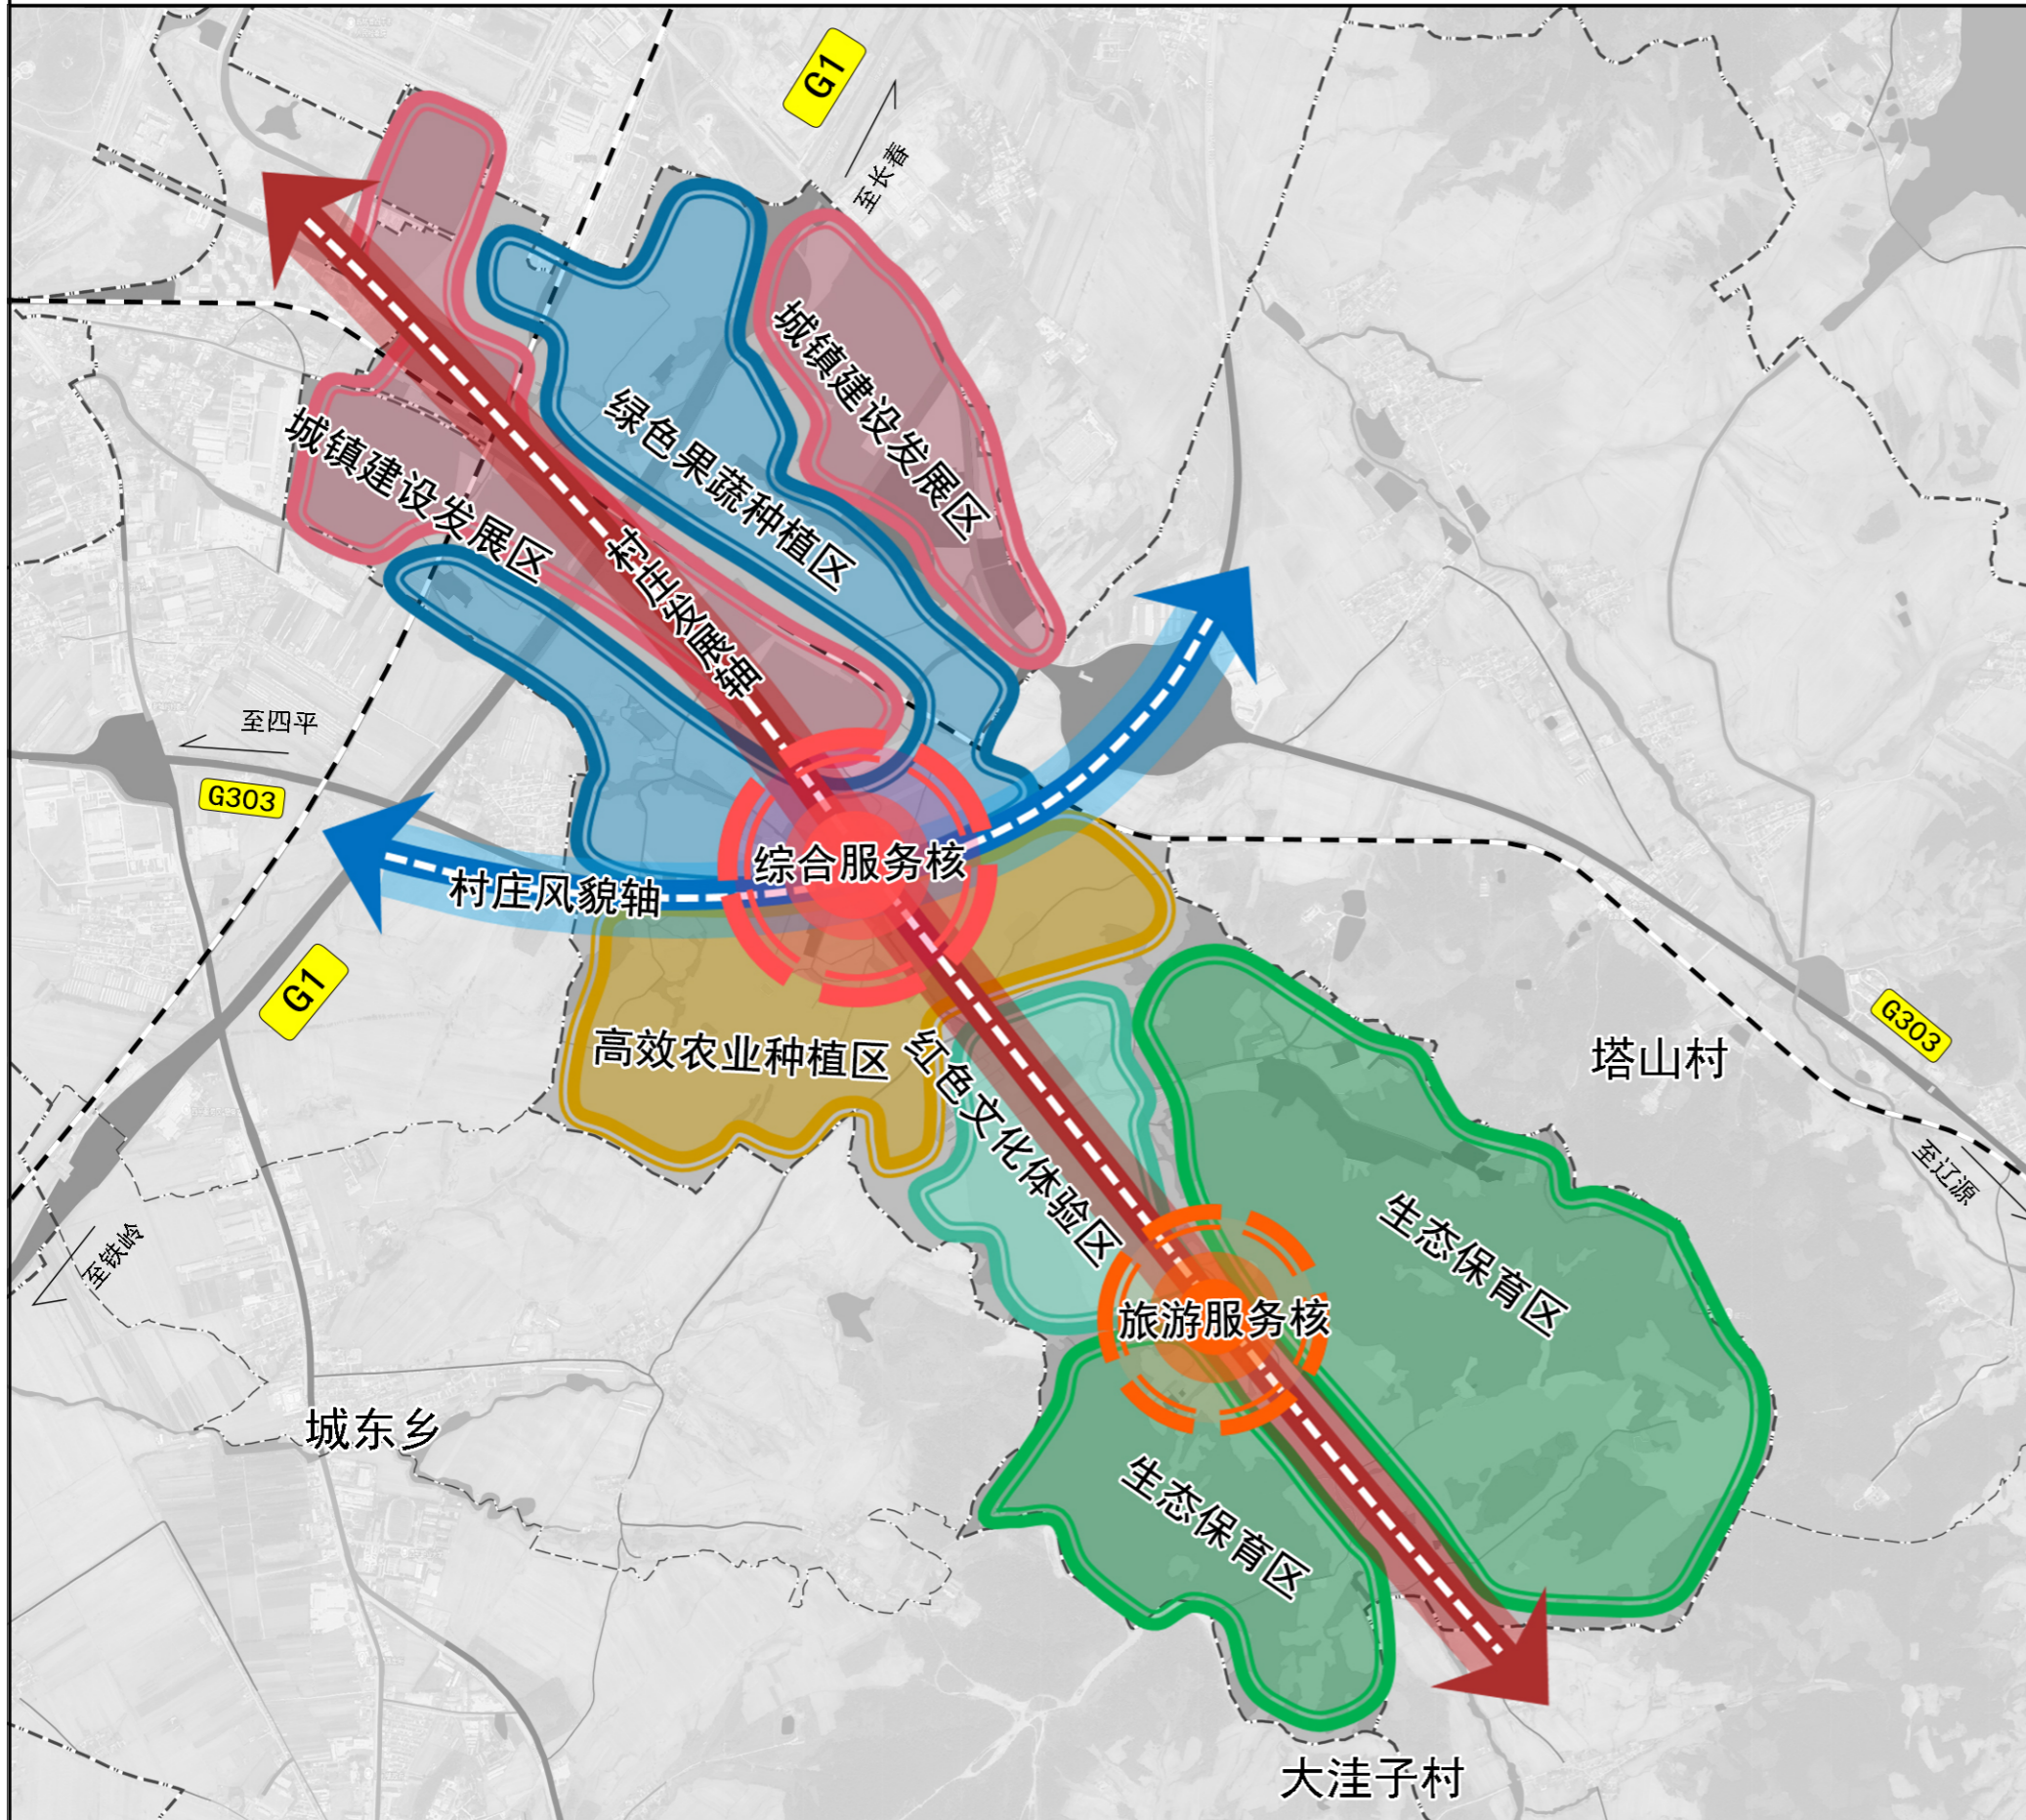 G1
至长春
城镇建设发展区
绿色果蔬种植区
城镇建设发展区
村庄发展轴
至四平
G303
综合服务核
村庄风貌轴
G1
高效农业种植区
红色文化体验区
塔山村
G303
至辽源
至铁岭
生态保育区
旅游服务核
城东乡
生态保育区
大洼子村